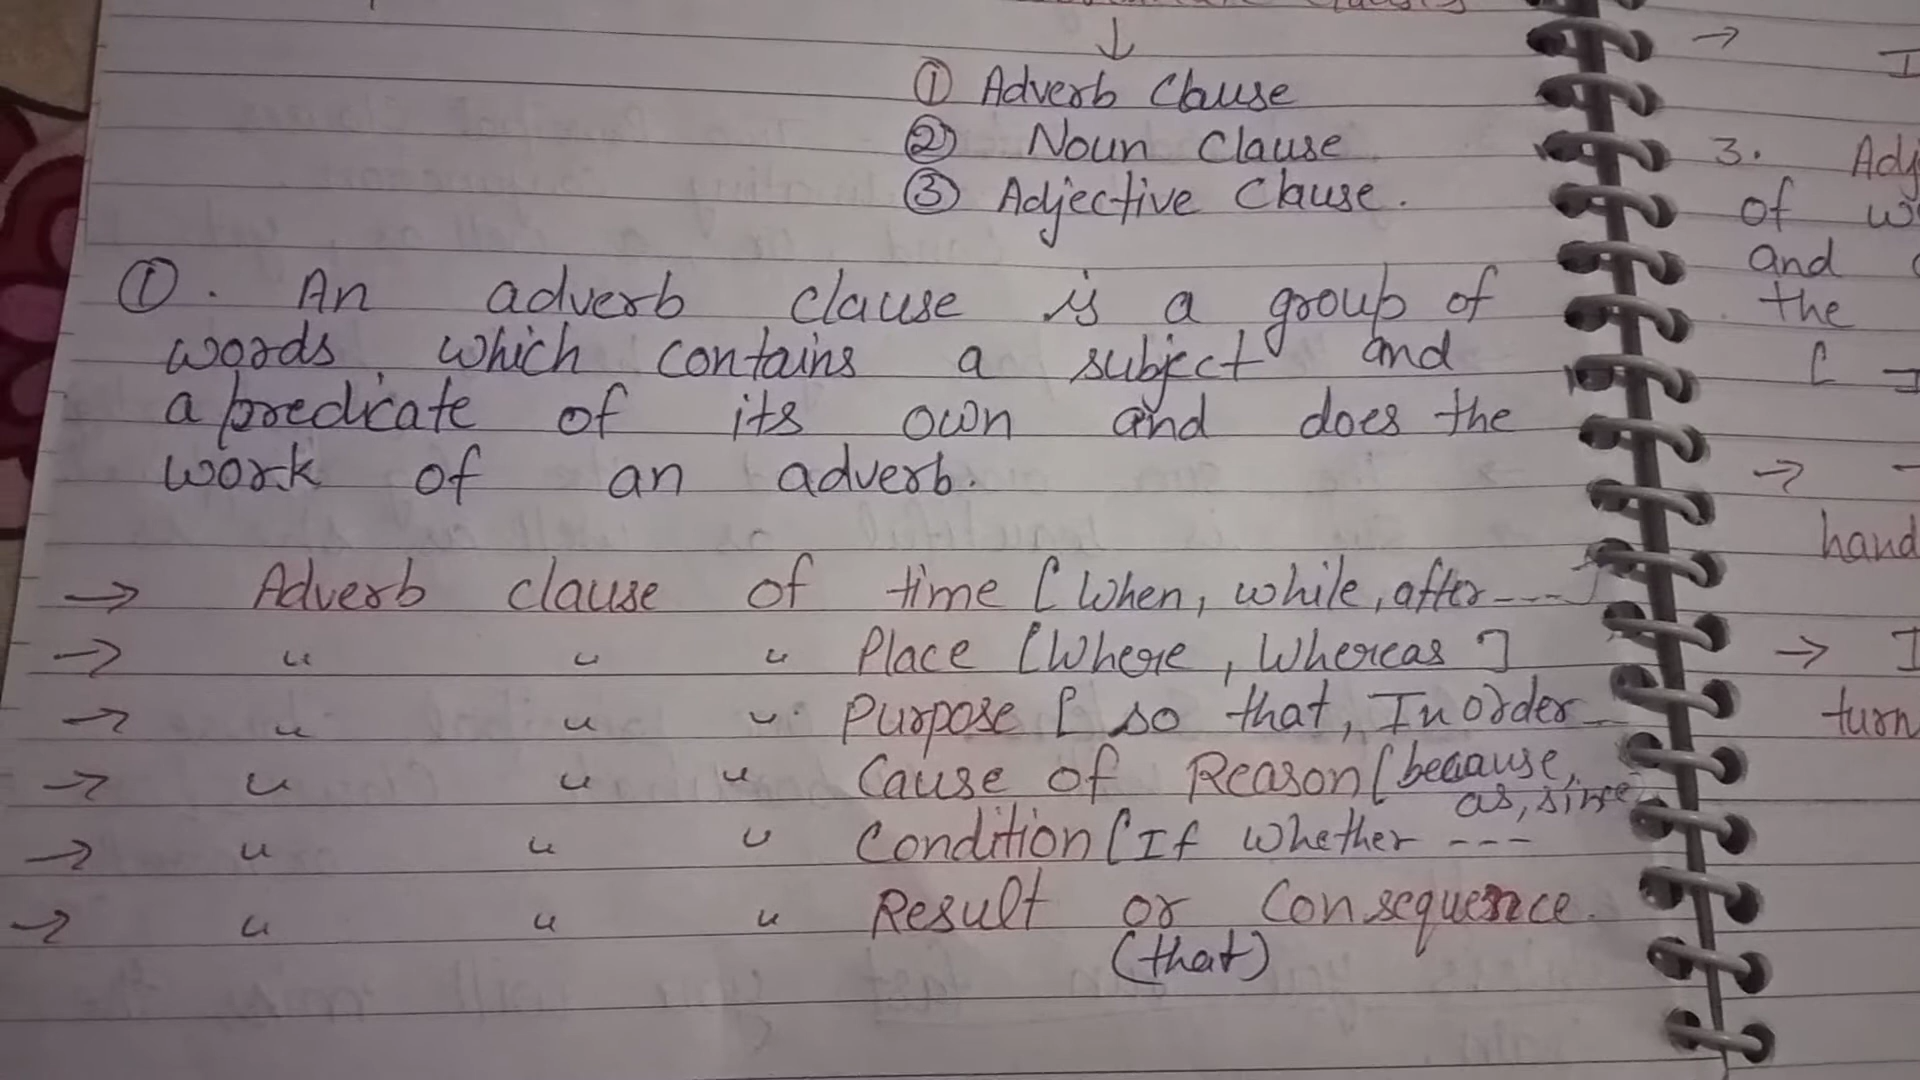 ↓
① Adverb Clause
② Noun Clause
③ Adjective Clause.
①. An adverb clause is a group of
words which contains a subject and
a predicate of its own and does the
work of an adverb.
→ Adverb clause of time [When, while, after----]
→ " " " Place [Where, Whereas]
→ " " " Purpose [so that, In order--
→ " " " Cause of Reason [because,
as, since
→ " " " Condition [If whether ---
→ " " " Result or Consequence.
(that)
→ I
3. Adj
of
and
the
[
→
hand
→ I
turn